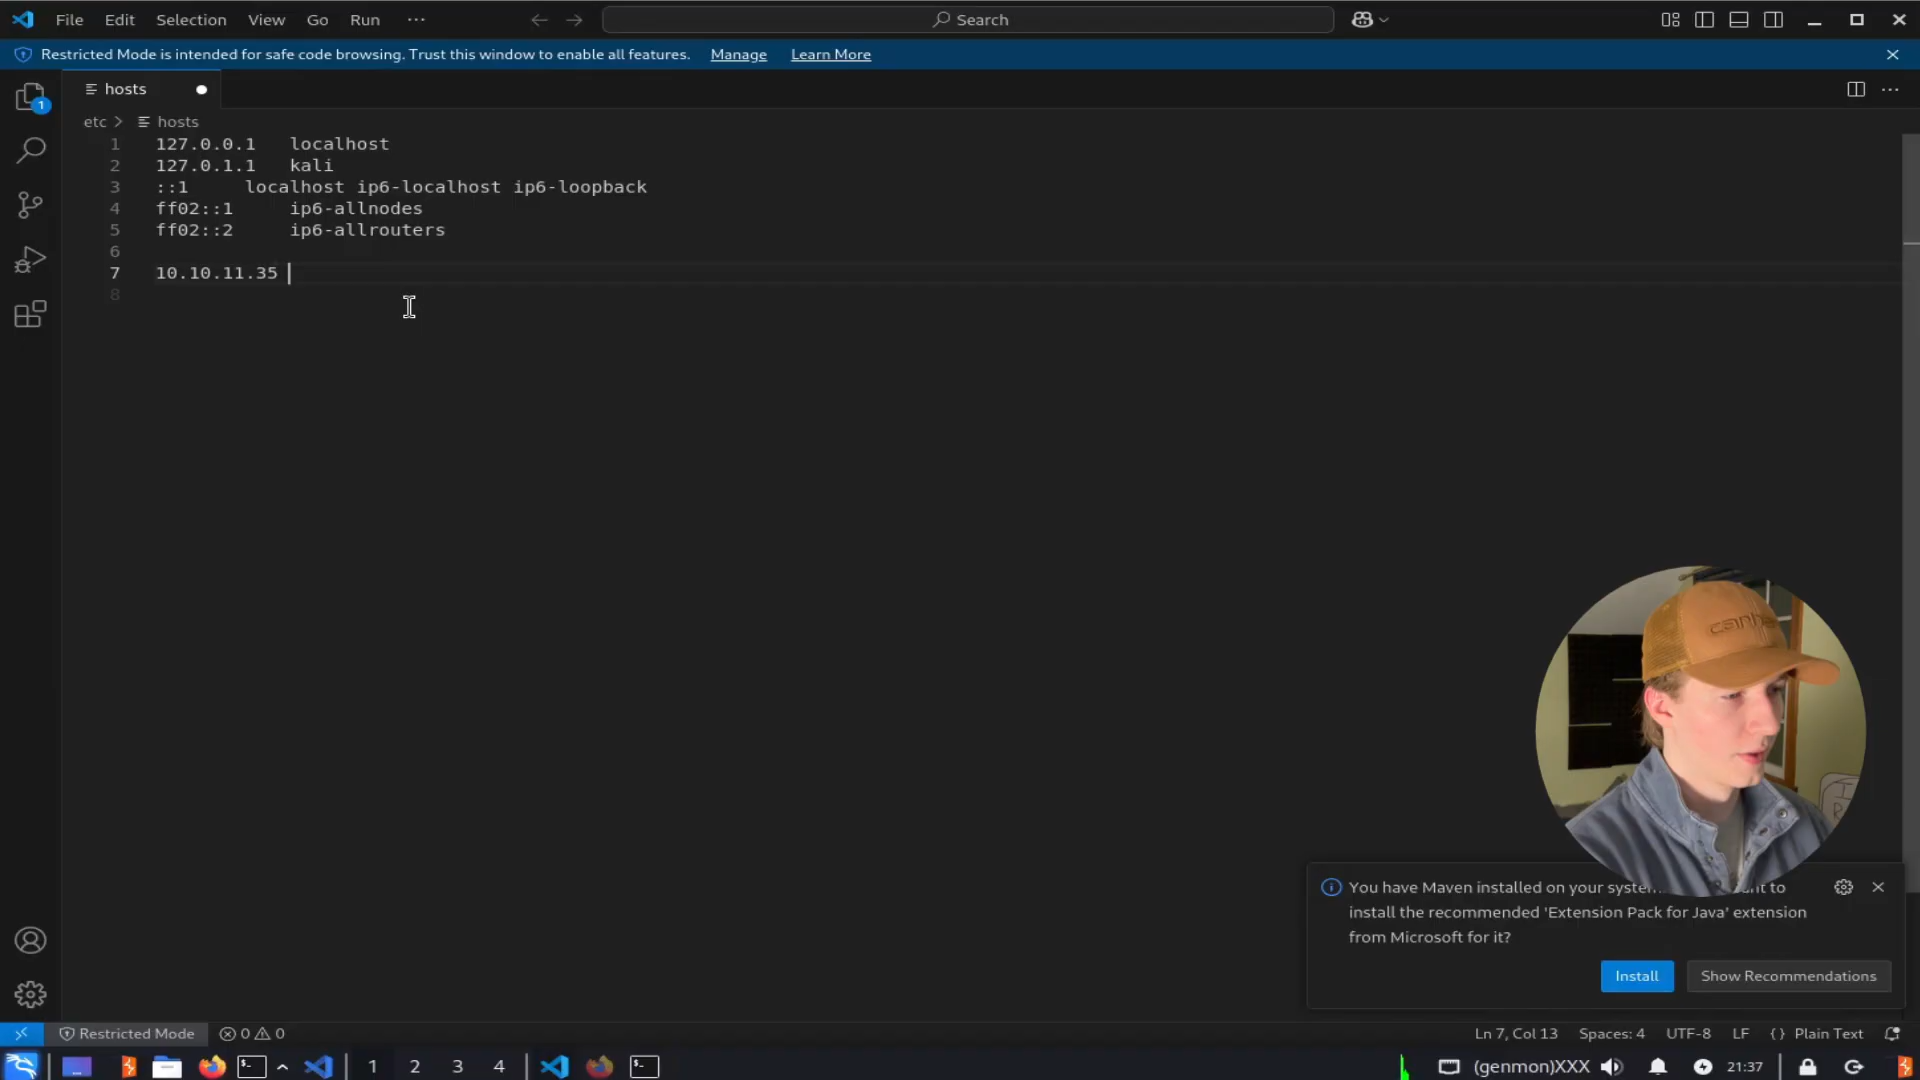 File Edit Selection View Go Run ··· Search
Restricted Mode is intended for safe code browsing. Trust this window to enable all features. Manage Learn More
1
hosts
etc > hosts
1 127.0.0.1 localhost
2 127.0.1.1 kali
3 ::1 localhost ip6-localhost ip6-loopback
4 ff02::1 ip6-allnodes
5 ff02::2 ip6-allrouters
6
7 10.10.11.35
8
You have Maven installed on your system to
install the recommended 'Extension Pack for Java' extension
from Microsoft for it?
Install Show Recommendations
Restricted Mode 0 0 Ln 7, Col 13 Spaces: 4 UTF-8 LF {} Plain Text
1 2 3 4 (genmon)XXX 21:37